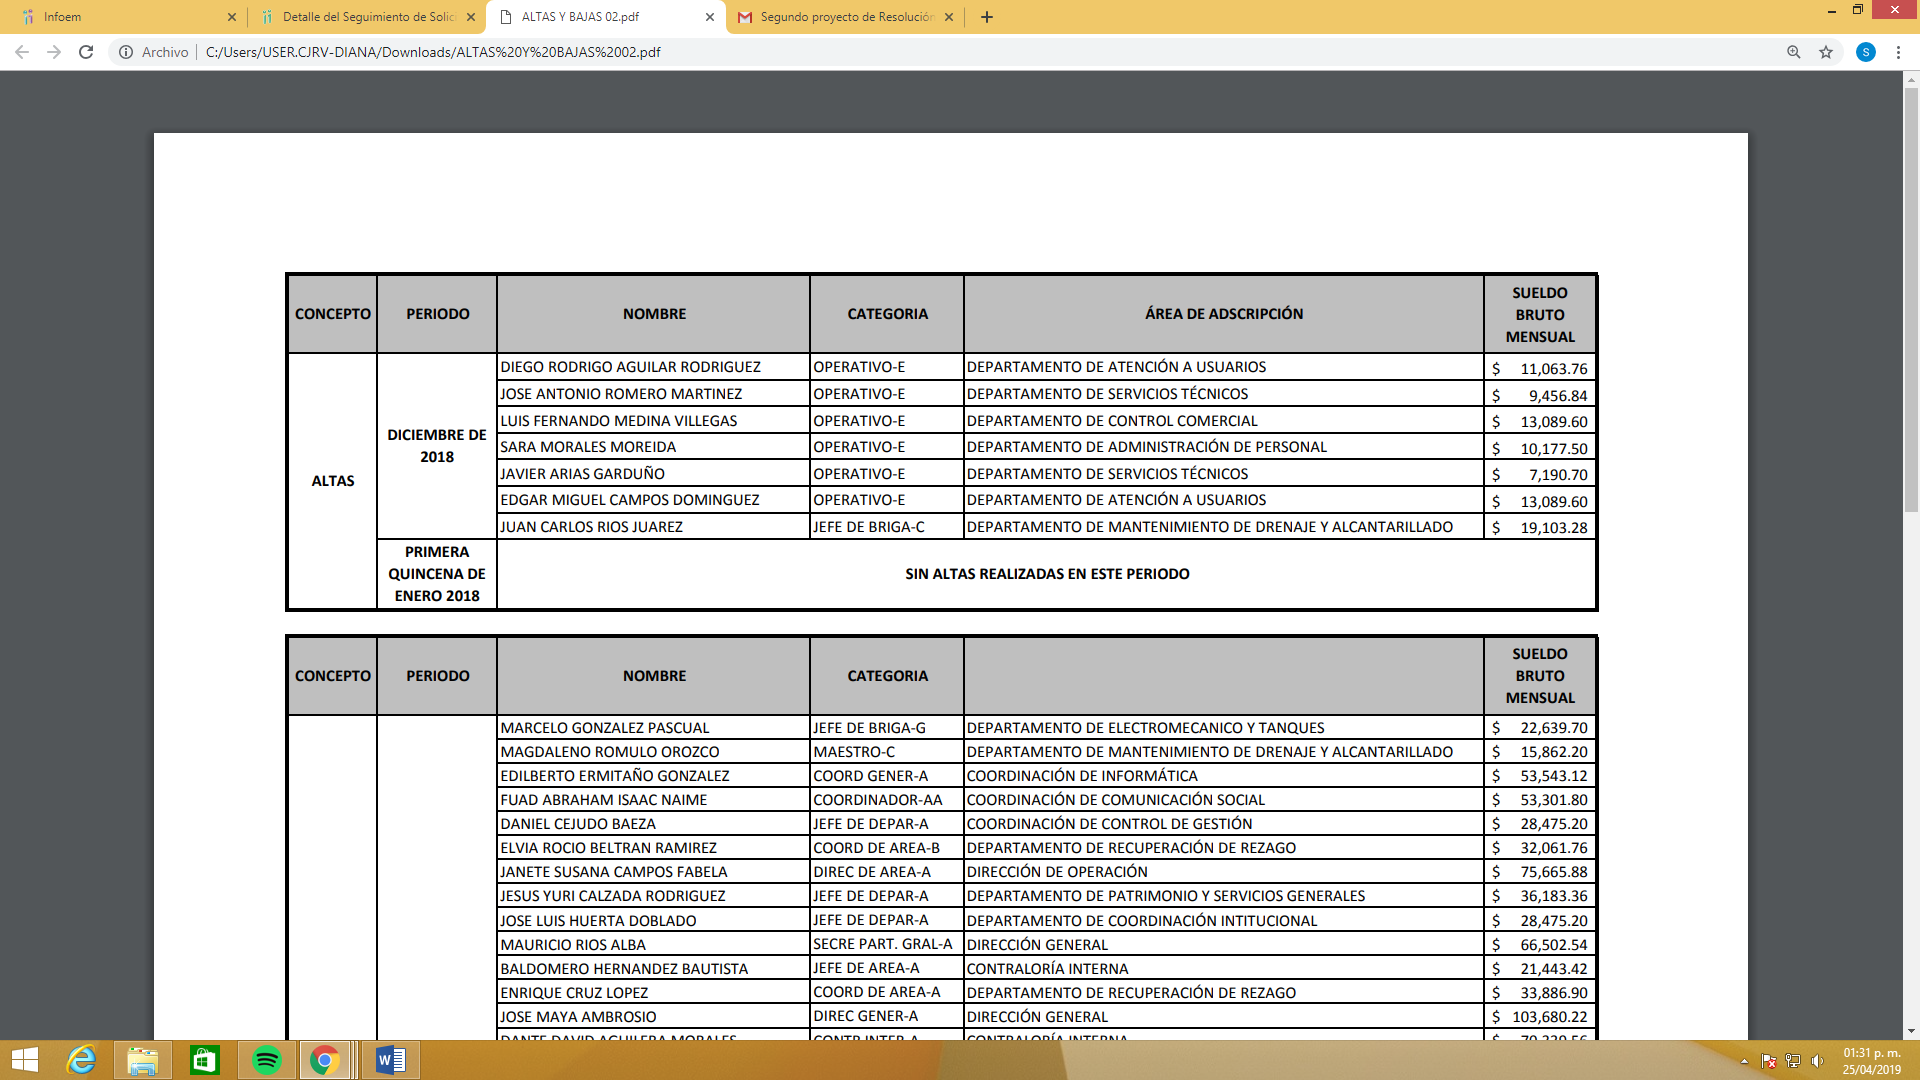 Infoem
Detalle del Seguimiento de Solic
ALTAS Y BAJAS 02.pdf
Segundo proyecto de Resolución
Archivo C:/Users/USER.CJRV-DIANA/Downloads/ALTAS%20Y%20BAJAS%2002.pdf
S
CONCEPTO PERIODO NOMBRE CATEGORIA ÁREA DE ADSCRIPCIÓN SUELDO BRUTO MENSUAL
ALTAS
DICIEMBRE DE 2018
DIEGO RODRIGO AGUILAR RODRIGUEZ OPERATIVO-E DEPARTAMENTO DE ATENCIÓN A USUARIOS $ 11,063.76
JOSE ANTONIO ROMERO MARTINEZ OPERATIVO-E DEPARTAMENTO DE SERVICIOS TÉCNICOS $ 9,456.84
LUIS FERNANDO MEDINA VILLEGAS OPERATIVO-E DEPARTAMENTO DE CONTROL COMERCIAL $ 13,089.60
SARA MORALES MOREIDA OPERATIVO-E DEPARTAMENTO DE ADMINISTRACIÓN DE PERSONAL $ 10,177.50
JAVIER ARIAS GARDUÑO OPERATIVO-E DEPARTAMENTO DE SERVICIOS TÉCNICOS $ 7,190.70
EDGAR MIGUEL CAMPOS DOMINGUEZ OPERATIVO-E DEPARTAMENTO DE ATENCIÓN A USUARIOS $ 13,089.60
JUAN CARLOS RIOS JUAREZ JEFE DE BRIGA-C DEPARTAMENTO DE MANTENIMIENTO DE DRENAJE Y ALCANTARILLADO $ 19,103.28
PRIMERA QUINCENA DE ENERO 2018 SIN ALTAS REALIZADAS EN ESTE PERIODO
CONCEPTO PERIODO NOMBRE CATEGORIA SUELDO BRUTO MENSUAL
MARCELO GONZALEZ PASCUAL JEFE DE BRIGA-G DEPARTAMENTO DE ELECTROMECANICO Y TANQUES $ 22,639.70
MAGDALENO ROMULO OROZCO MAESTRO-C DEPARTAMENTO DE MANTENIMIENTO DE DRENAJE Y ALCANTARILLADO $ 15,862.20
EDILBERTO ERMITAÑO GONZALEZ COORD GENER-A COORDINACIÓN DE INFORMÁTICA $ 53,543.12
FUAD ABRAHAM ISAAC NAIME COORDINADOR-AA COORDINACIÓN DE COMUNICACIÓN SOCIAL $ 53,301.80
DANIEL CEJUDO BAEZA JEFE DE DEPAR-A COORDINACIÓN DE CONTROL DE GESTIÓN $ 28,475.20
ELVIA ROCIO BELTRAN RAMIREZ COORD DE AREA-B DEPARTAMENTO DE RECUPERACIÓN DE REZAGO $ 32,061.76
JANETE SUSANA CAMPOS FABELA DIREC DE AREA-A DIRECCIÓN DE OPERACIÓN $ 75,665.88
JESUS YURI CALZADA RODRIGUEZ JEFE DE DEPAR-A DEPARTAMENTO DE PATRIMONIO Y SERVICIOS GENERALES $ 36,183.36
JOSE LUIS HUERTA DOBLADO JEFE DE DEPAR-A DEPARTAMENTO DE COORDINACIÓN INTITUCIONAL $ 28,475.20
MAURICIO RIOS ALBA SECRE PART. GRAL-A DIRECCIÓN GENERAL $ 66,502.54
BALDOMERO HERNANDEZ BAUTISTA JEFE DE AREA-A CONTRALORÍA INTERNA $ 21,443.42
ENRIQUE CRUZ LOPEZ COORD DE AREA-A DEPARTAMENTO DE RECUPERACIÓN DE REZAGO $ 33,886.90
JOSE MAYA AMBROSIO DIREC GENER-A DIRECCIÓN GENERAL $ 103,680.22
DANTE DAVID AGUILERA MORALES CONTR INTER-A CONTRALORÍA INTERNA
01:31 p. m.
25/04/2019